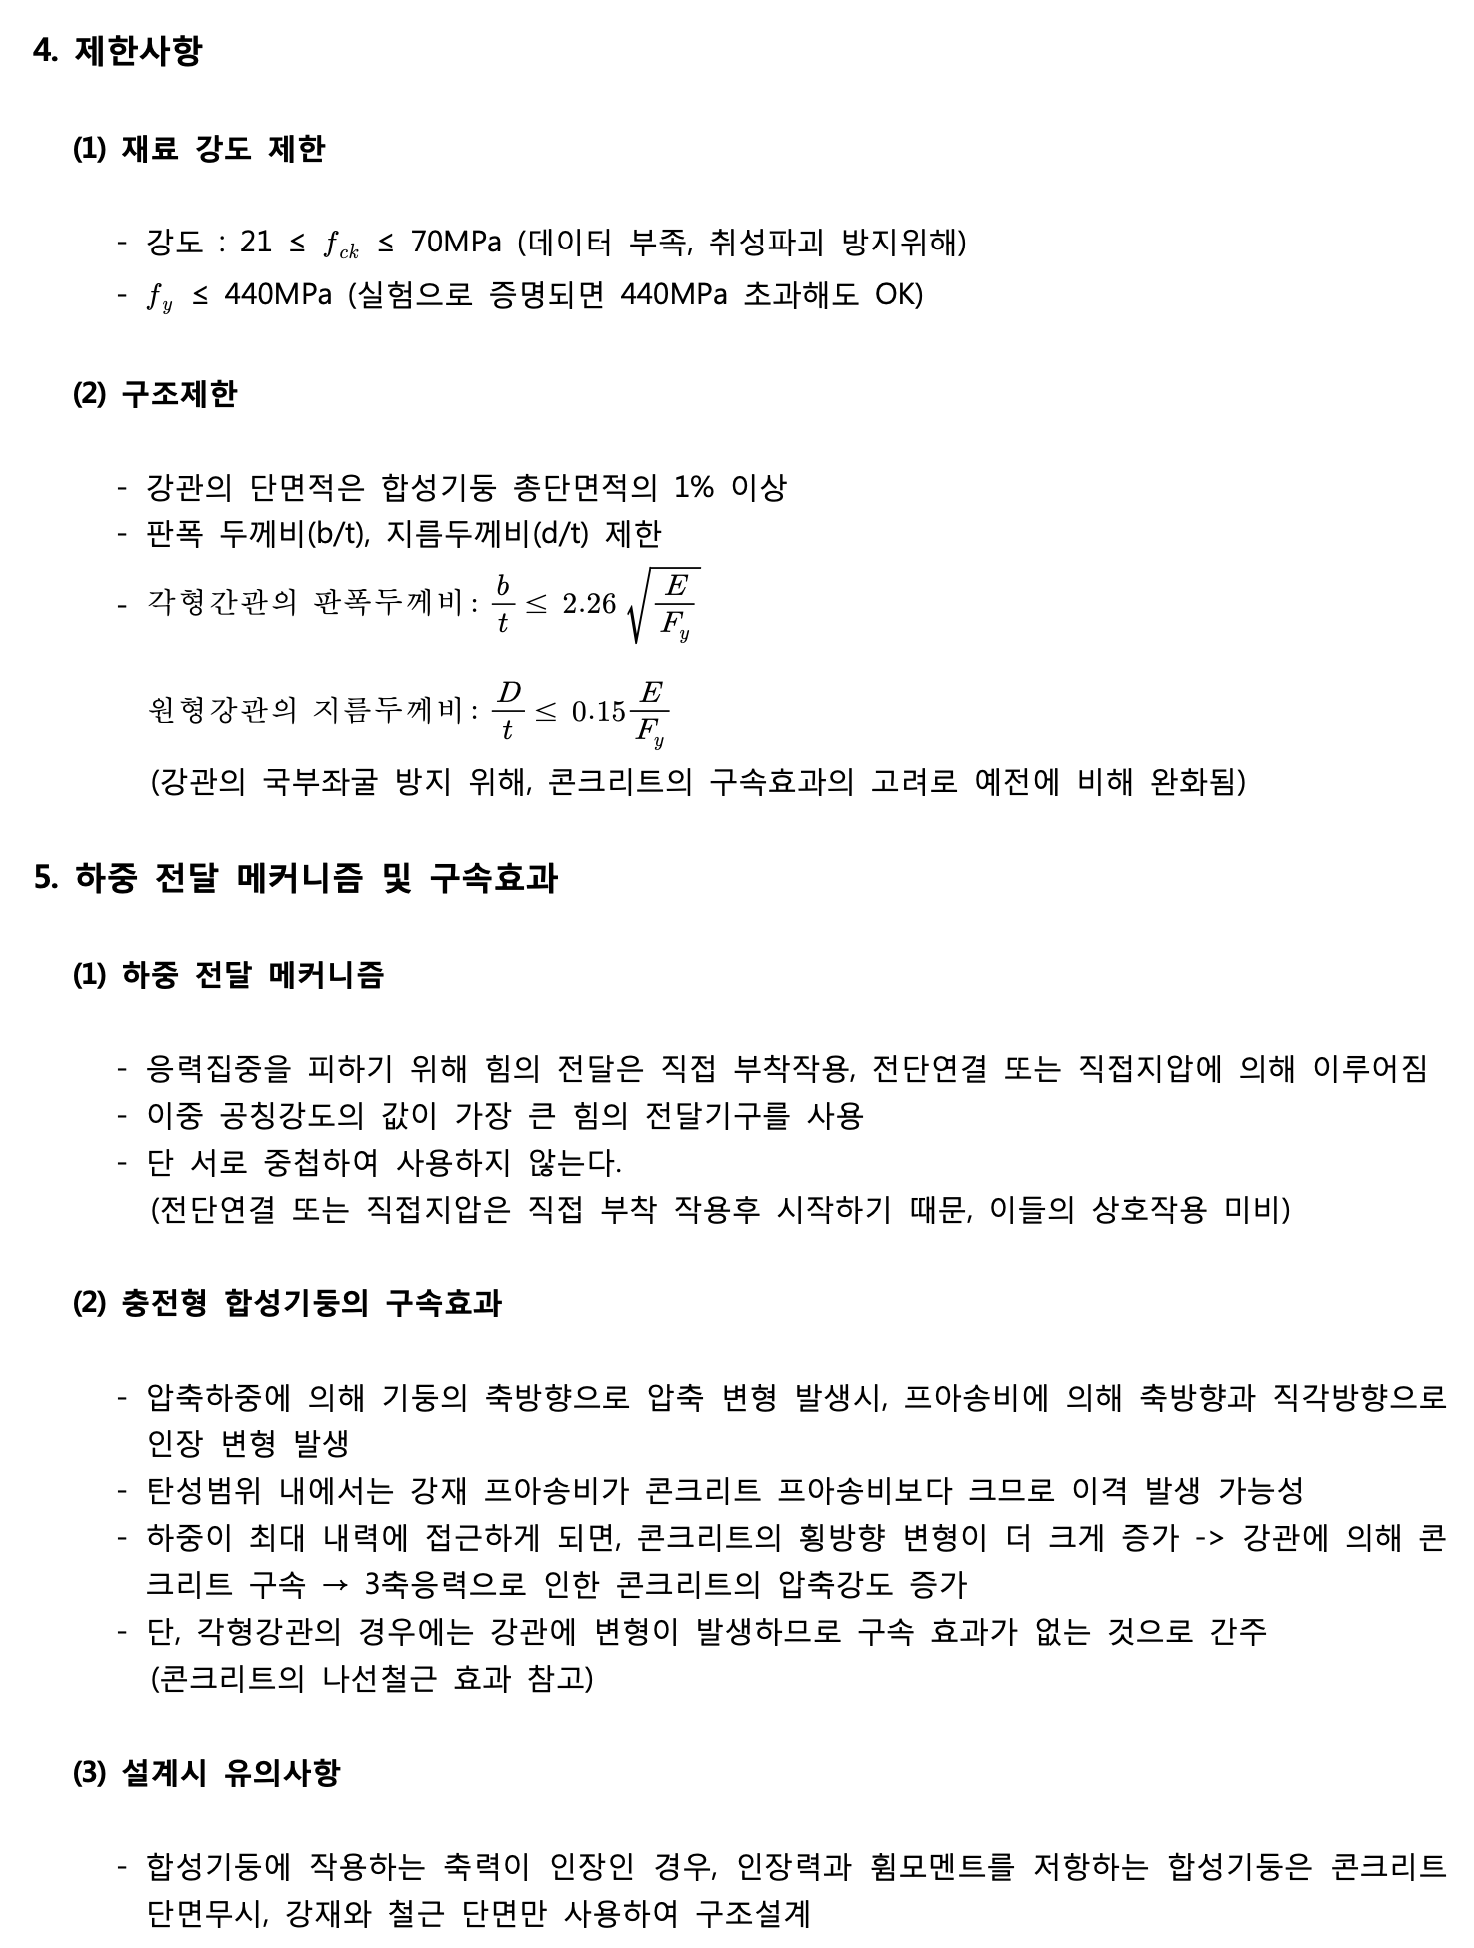 4. 제한사항
(1) 재료 강도 제한
- 강도 : 21 ≤ f_ck ≤ 70MPa (데이터 부족, 취성파괴 방지위해)
- f_y ≤ 440MPa (실험으로 증명되면 440MPa 초과해도 OK)
(2) 구조제한
- 강관의 단면적은 합성기둥 총단면적의 1% 이상
- 판폭 두께비(b/t), 지름두께비(d/t) 제한
- 각형간관의 판폭두께비: b/t ≤ 2.26 √(E/F_y)
원형강관의 지름두께비: D/t ≤ 0.15 E/F_y
(강관의 국부좌굴 방지 위해, 콘크리트의 구속효과의 고려로 예전에 비해 완화됨)
5. 하중 전달 메커니즘 및 구속효과
(1) 하중 전달 메커니즘
- 응력집중을 피하기 위해 힘의 전달은 직접 부착작용, 전단연결 또는 직접지압에 의해 이루어짐
- 이중 공칭강도의 값이 가장 큰 힘의 전달기구를 사용
- 단 서로 중첩하여 사용하지 않는다.
(전단연결 또는 직접지압은 직접 부착 작용후 시작하기 때문, 이들의 상호작용 미비)
(2) 충전형 합성기둥의 구속효과
- 압축하중에 의해 기둥의 축방향으로 압축 변형 발생시, 프아송비에 의해 축방향과 직각방향으로
인장 변형 발생
- 탄성범위 내에서는 강재 프아송비가 콘크리트 프아송비보다 크므로 이격 발생 가능성
- 하중이 최대 내력에 접근하게 되면, 콘크리트의 횡방향 변형이 더 크게 증가 -> 강관에 의해 콘
크리트 구속 → 3축응력으로 인한 콘크리트의 압축강도 증가
- 단, 각형강관의 경우에는 강관에 변형이 발생하므로 구속 효과가 없는 것으로 간주
(콘크리트의 나선철근 효과 참고)
(3) 설계시 유의사항
- 합성기둥에 작용하는 축력이 인장인 경우, 인장력과 휨모멘트를 저항하는 합성기둥은 콘크리트
단면무시, 강재와 철근 단면만 사용하여 구조설계